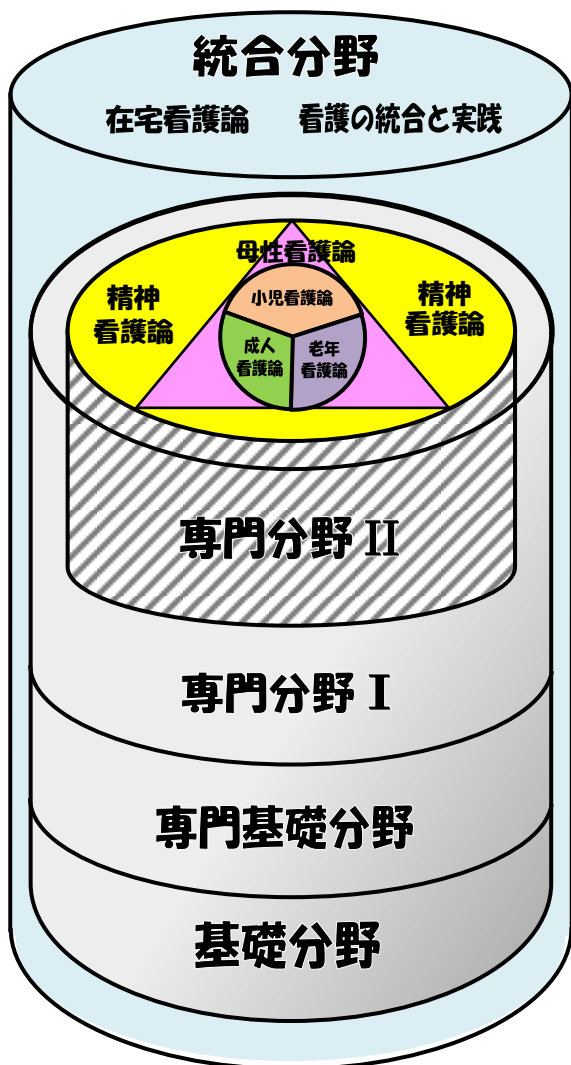 統合分野
在宅看護論 看護の統合と実践
母性看護論
精神
看護論
小児看護論
精神
看護論
成人
看護論
老年
看護論
専門分野Ⅱ
専門分野Ⅰ
専門基礎分野
基礎分野